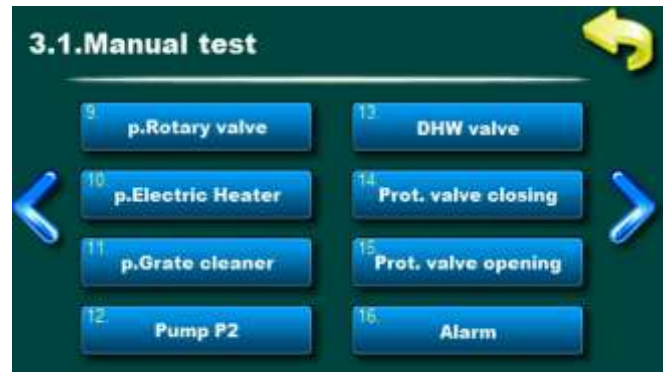 3.1.Manual test
9.
p.Rotary valve
10.
p.Electric Heater
11.
p.Grate cleaner
12.
Pump P2
13.
DHW valve
14.
Prot. valve closing
15.
Prot. valve opening
16.
Alarm